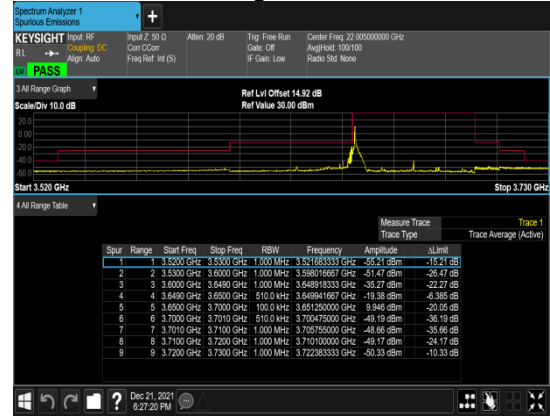 Spectrum Analyzer 1
Spurious Emissions
+
KEYSIGHT Input: RF Input Z: 50 Ω Atten: 20 dB Trig: Free Run Center Freq: 22.005000000 GHz
RL Coupling: DC Corr CCorr Gate: Off Avg|Hold: 100/100
Align: Auto Freq Ref: Int (S) IF Gain: Low Radio Std: None
PASS
3 All Range Graph
Ref Lvl Offset 14.92 dB
Scale/Div 10.0 dB Ref Value 30.00 dBm
20.0
0.00
-20.0
-40.0
-60.0
Start 3.520 GHz Stop 3.730 GHz
4 All Range Table
Measure Trace Trace 1
Trace Type Trace Average (Active)
Spur Range Start Freq Stop Freq RBW Frequency Amplitude ΔLimit
1 1 3.5200 GHz 3.5300 GHz 1.000 MHz 3.521683333 GHz -55.21 dBm -15.21 dB
2 2 3.5300 GHz 3.6000 GHz 1.000 MHz 3.598016667 GHz -51.47 dBm -26.47 dB
3 3 3.6000 GHz 3.6490 GHz 1.000 MHz 3.648918333 GHz -35.27 dBm -22.27 dB
4 4 3.6490 GHz 3.6500 GHz 510.0 kHz 3.649941667 GHz -19.38 dBm -6.385 dB
5 5 3.6500 GHz 3.7000 GHz 100.0 kHz 3.651250000 GHz 9.946 dBm -20.05 dB
6 6 3.7000 GHz 3.7010 GHz 510.0 kHz 3.700475000 GHz -49.19 dBm -36.19 dB
7 7 3.7010 GHz 3.7100 GHz 1.000 MHz 3.705755000 GHz -48.66 dBm -35.66 dB
8 8 3.7100 GHz 3.7200 GHz 1.000 MHz 3.710000000 GHz -49.17 dBm -24.17 dB
9 9 3.7200 GHz 3.7300 GHz 1.000 MHz 3.722383333 GHz -50.33 dBm -10.33 dB
? Dec 21, 2021
6:27:20 PM